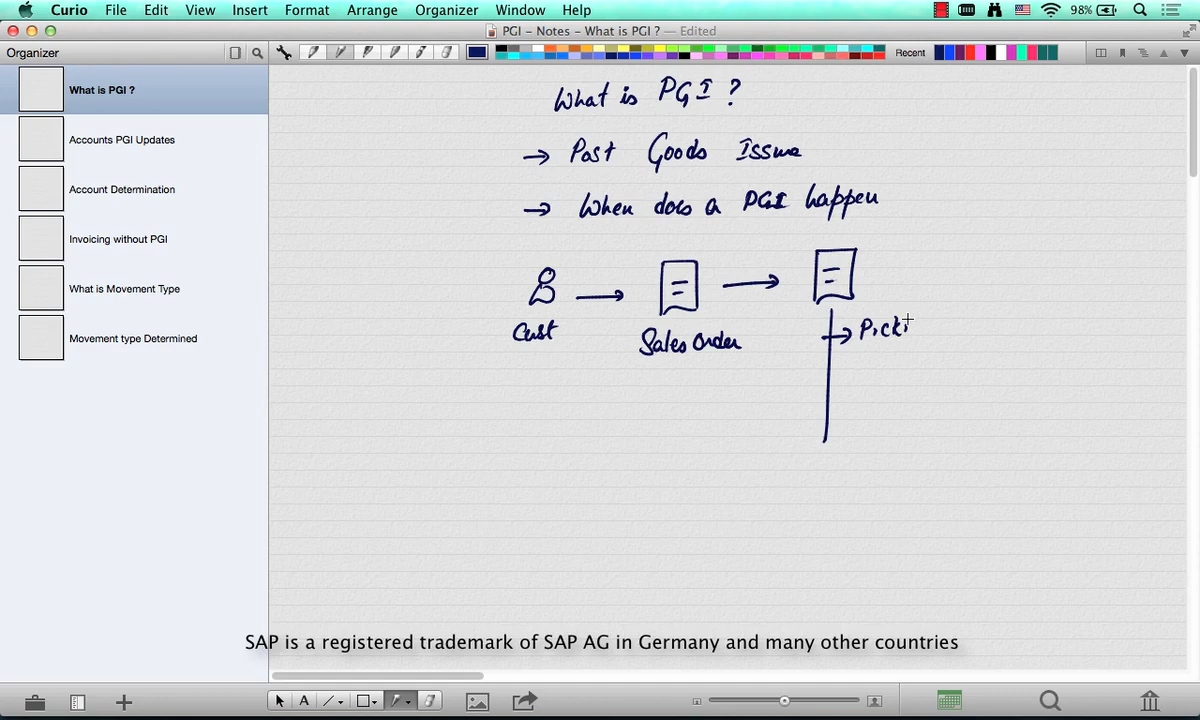 Curio File Edit View Insert Format Arrange Organizer Window Help 98%
PGI – Notes – What is PGI ? — Edited
Organizer
Recent
What is PGI ?
Accounts PGI Updates
Account Determination
Invoicing without PGI
What is Movement Type
Movement type Determined
What is PGI ?
→ Post Goods Issue
→ When does a PGI happen
Cust
Sales Order
→ Picki
SAP is a registered trademark of SAP AG in Germany and many other countries
A